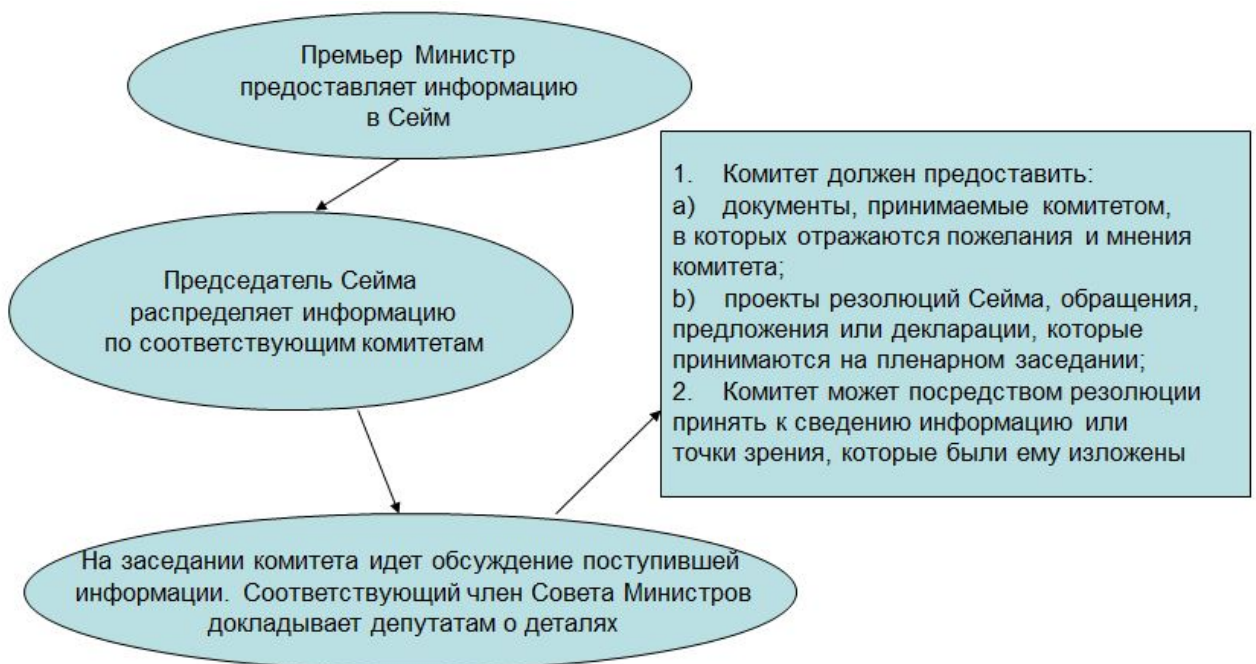 Премьер Министр
предоставляет информацию
в Сейм
Председатель Сейма
распределяет информацию
по соответствующим комитетам
На заседании комитета идет обсуждение поступившей
информации. Соответствующий член Совета Министров
докладывает депутатам о деталях
1. Комитет должен предоставить:
a) документы, принимаемые комитетом,
в которых отражаются пожелания и мнения
комитета;
b) проекты резолюций Сейма, обращения,
предложения или декларации, которые
принимаются на пленарном заседании;
2. Комитет может посредством резолюции
принять к сведению информацию или
точки зрения, которые были ему изложены